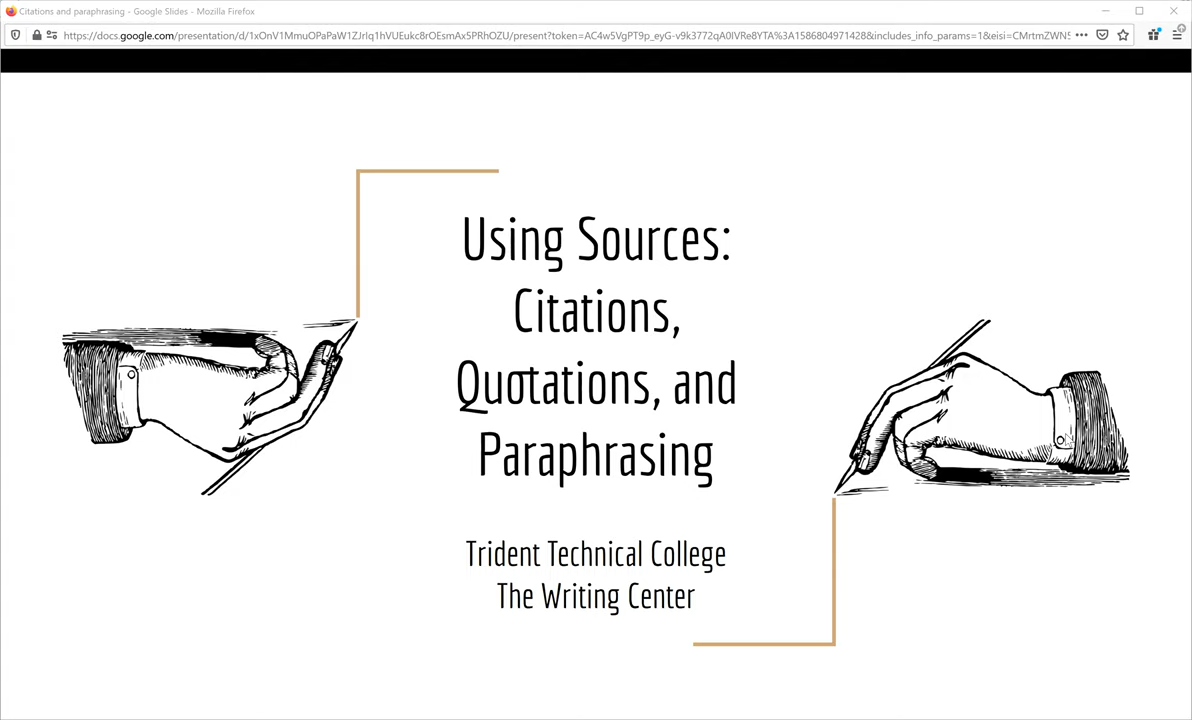 Citations and paraphrasing - Google Slides - Mozilla Firefox
Using Sources:
Citations,
Quotations, and
Paraphrasing
Trident Technical College
The Writing Center